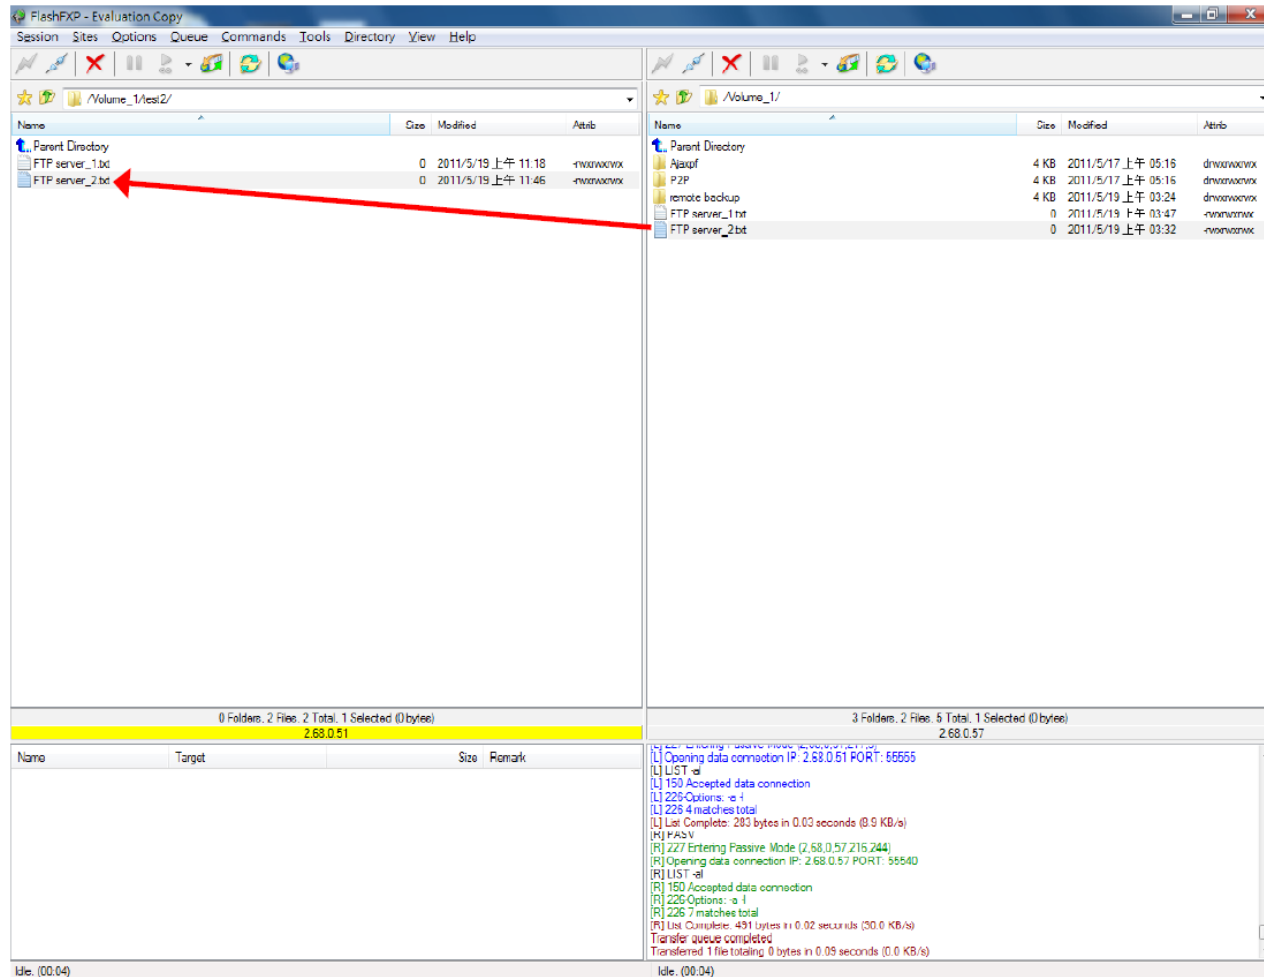 FlashFXP - Evaluation Copy
Session Sites Options Queue Commands Tools Directory View Help
/Volume_1/test2/
Name Size Modified Attrib
Parent Directory
FTP server_1.txt 0 2011/5/19 上午 11:18 -rwxrwxrwx
FTP server_2.txt 0 2011/5/19 上午 11:46 -rwxrwxrwx
0 Folders, 2 Files, 2 Total, 1 Selected (0 bytes)
2.68.0.51
/Volume_1/
Name Size Modified Attrib
Parent Directory
Ajaxpf 4 KB 2011/5/17 上午 05:16 drwxrwxrwx
P2P 4 KB 2011/5/17 上午 05:16 drwxrwxrwx
remote backup 4 KB 2011/5/19 上午 03:24 drwxrwxrwx
FTP server_1.txt 0 2011/5/19 上午 03:47 -rwxrwxrwx
FTP server_2.txt 0 2011/5/19 上午 03:32 -rwxrwxrwx
3 Folders, 2 Files, 5 Total, 1 Selected (0 bytes)
2.68.0.57
Name Target Size Remark
[L] 227 Entering Passive Mode
[L] Opening data connection IP: 2.68.0.51 PORT: 55555
[L] LIST -al
[L] 150 Accepted data connection
[L] 226-Options: -a -l
[L] 226 4 matches total
[L] List Complete: 283 bytes in 0.03 seconds (8.9 KB/s)
[R] PASV
[R] 227 Entering Passive Mode (2,68,0,57,216,244)
[R] Opening data connection IP: 2.68.0.57 PORT: 55540
[R] LIST -al
[R] 150 Accepted data connection
[R] 226-Options: -a -l
[R] 226 7 matches total
[R] List Complete: 491 bytes in 0.02 seconds (30.0 KB/s)
Transfer queue completed
Transferred 1 file totaling 0 bytes in 0.09 seconds (0.0 KB/s)
Idle. (00:04)
Idle. (00:04)